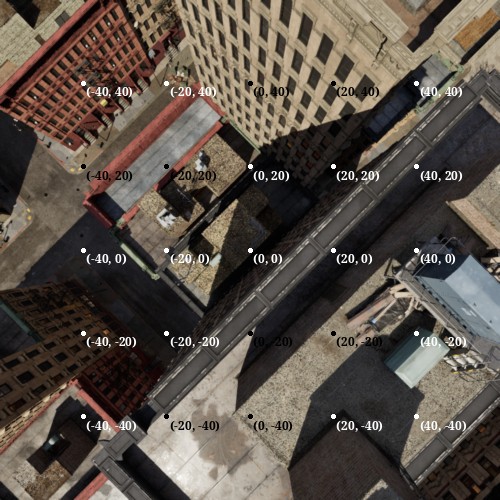 (-40, 40) (-20, 40) (0, 40) (20, 40) (40, 40)
(-40, 20) (-20, 20) (0, 20) (20, 20) (40, 20)
(-40, 0) (-20, 0) (0, 0) (20, 0) (40, 0)
(-40, -20) (-20, -20) (0, -20) (20, -20) (40, -20)
(-40, -40) (-20, -40) (0, -40) (20, -40) (40, -40)